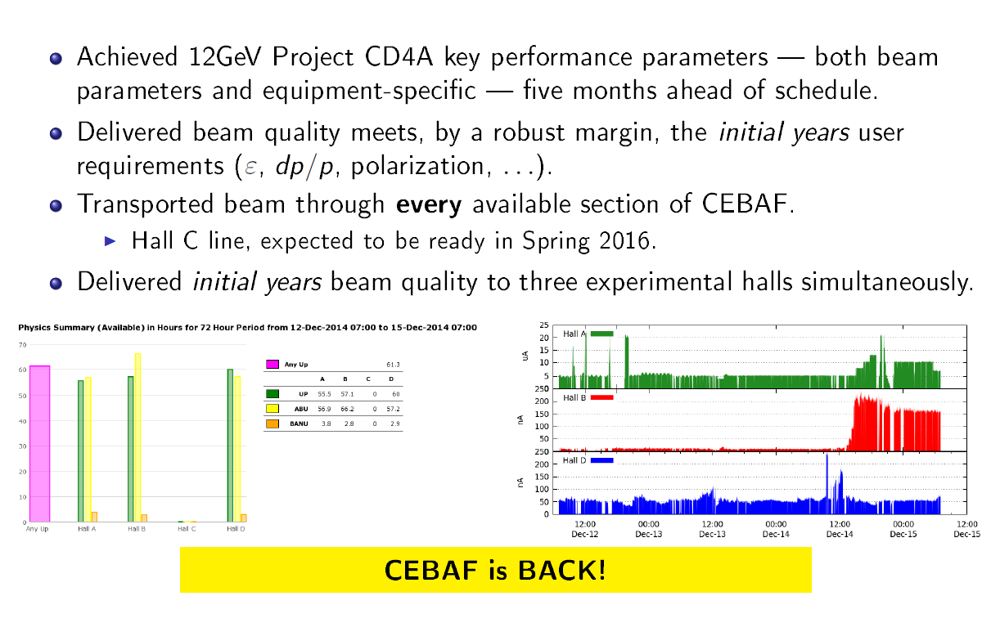 Achieved 12GeV Project CD4A key performance parameters — both beam
parameters and equipment-specific — five months ahead of schedule.
Delivered beam quality meets, by a robust margin, the initial years user
requirements (ε, dp/p, polarization, ...).
Transported beam through every available section of CEBAF.
Hall C line, expected to be ready in Spring 2016.
Delivered initial years beam quality to three experimental halls simultaneously.
Physics Summary (Available) in Hours for 72 Hour Period from 12-Dec-2014 07:00 to 15-Dec-2014 07:00
70
60
50
40
30
20
10
0
Any Up Hall A Hall B Hall C Hall D
Any Up 61.3
A B C D
UP 55.5 57.1 0 60
ABU 56.9 66.2 0 57.2
BANU 3.8 2.8 0 2.9
Hall A
uA
25
20
15
10
5
0
Hall B
nA
250
200
150
100
50
Hall D
nA
250
200
150
100
50
0
12:00 00:00 12:00 00:00 12:00 00:00 12:00
Dec-12 Dec-13 Dec-13 Dec-14 Dec-14 Dec-15 Dec-15
CEBAF is BACK!